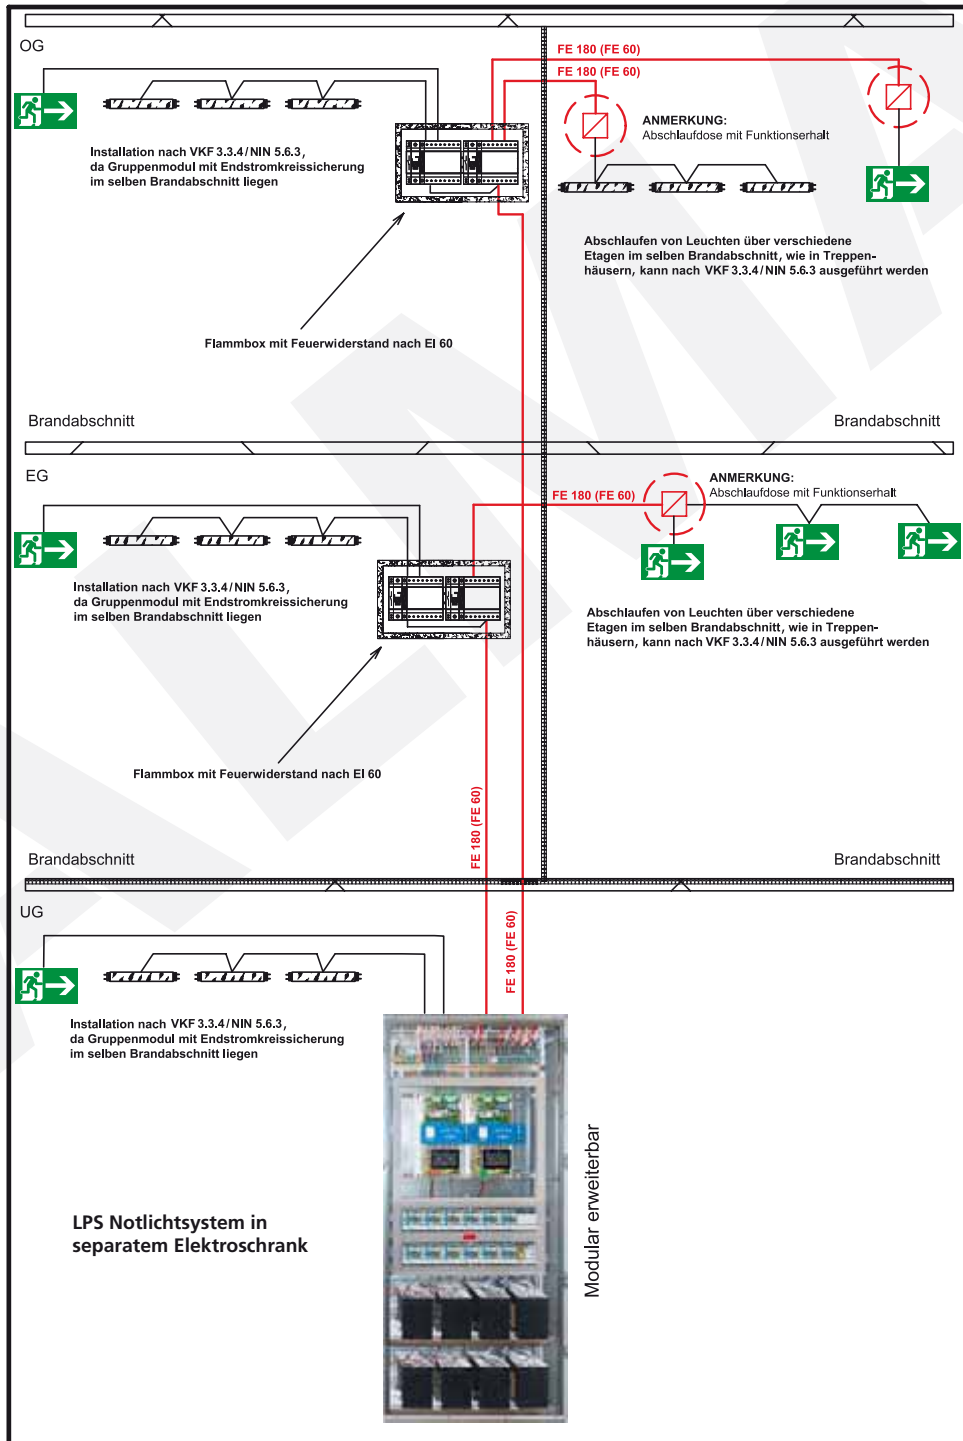 OG
FE 180 (FE 60)
FE 180 (FE 60)
ANMERKUNG:
Abschlaufdose mit Funktionserhalt
Installation nach VKF 3.3.4/NIN 5.6.3,
da Gruppenmodul mit Endstromkreissicherung
im selben Brandabschnitt liegen
Abschlaufen von Leuchten über verschiedene
Etagen im selben Brandabschnitt, wie in Treppen-
häusern, kann nach VKF 3.3.4/NIN 5.6.3 ausgeführt werden
Flammbox mit Feuerwiderstand nach EI 60
Brandabschnitt
Brandabschnitt
EG
FE 180 (FE 60)
ANMERKUNG:
Abschlaufdose mit Funktionserhalt
Installation nach VKF 3.3.4/NIN 5.6.3,
da Gruppenmodul mit Endstromkreissicherung
im selben Brandabschnitt liegen
Abschlaufen von Leuchten über verschiedene
Etagen im selben Brandabschnitt, wie in Treppen-
häusern, kann nach VKF 3.3.4/NIN 5.6.3 ausgeführt werden
Flammbox mit Feuerwiderstand nach EI 60
FE 180 (FE 60)
Brandabschnitt
Brandabschnitt
UG
FE 180 (FE 60)
Installation nach VKF 3.3.4/NIN 5.6.3,
da Gruppenmodul mit Endstromkreissicherung
im selben Brandabschnitt liegen
LPS Notlichtsystem in
separatem Elektroschrank
Modular erweiterbar